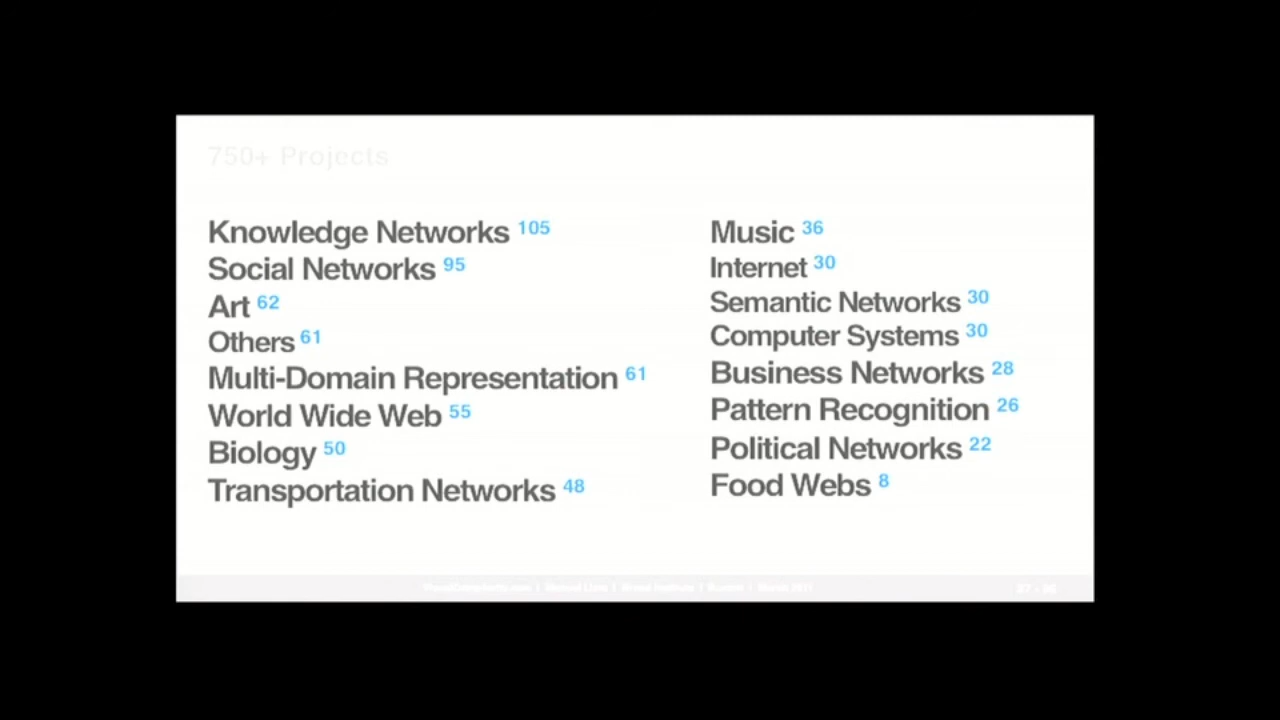 750+ Projects
Knowledge Networks 105
Social Networks 95
Art 62
Others 61
Multi-Domain Representation 61
World Wide Web 55
Biology 50
Transportation Networks 48
Music 36
Internet 30
Semantic Networks 30
Computer Systems 30
Business Networks 28
Pattern Recognition 26
Political Networks 22
Food Webs 8